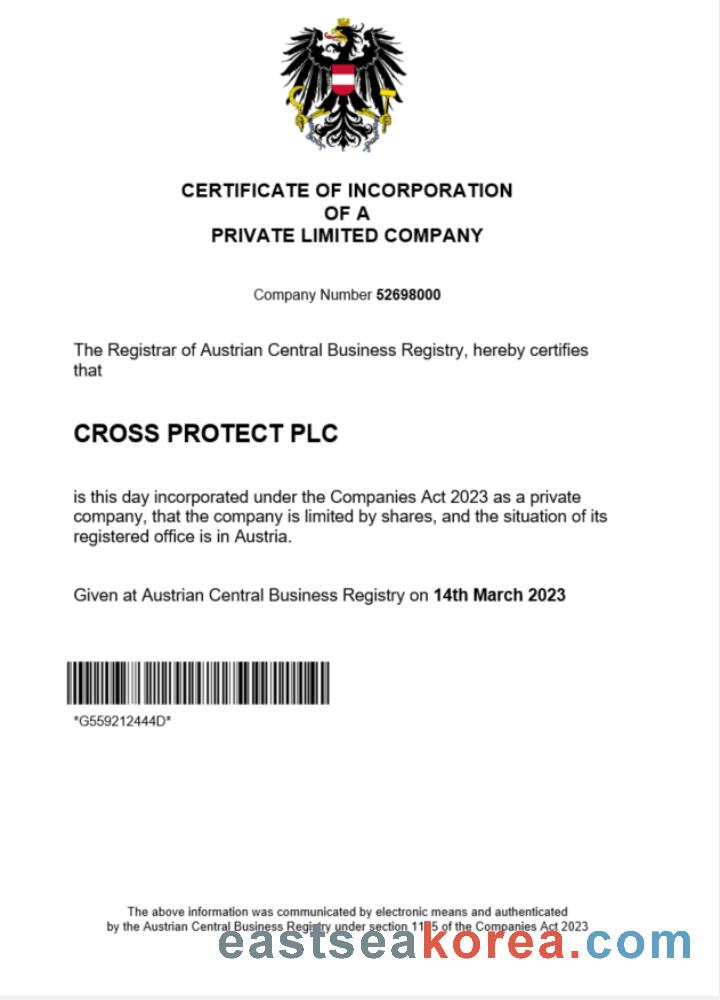 CERTIFICATE OF INCORPORATION
OF A
PRIVATE LIMITED COMPANY
Company Number 52698000
The Registrar of Austrian Central Business Registry, hereby certifies
that
CROSS PROTECT PLC
is this day incorporated under the Companies Act 2023 as a private
company, that the company is limited by shares, and the situation of its
registered office is in Austria.
Given at Austrian Central Business Registry on 14th March 2023
*G559212444D*
The above information was communicated by electronic means and authenticated
by the Austrian Central Business Registry under section of the Companies Act 2023
eastseakorea.com